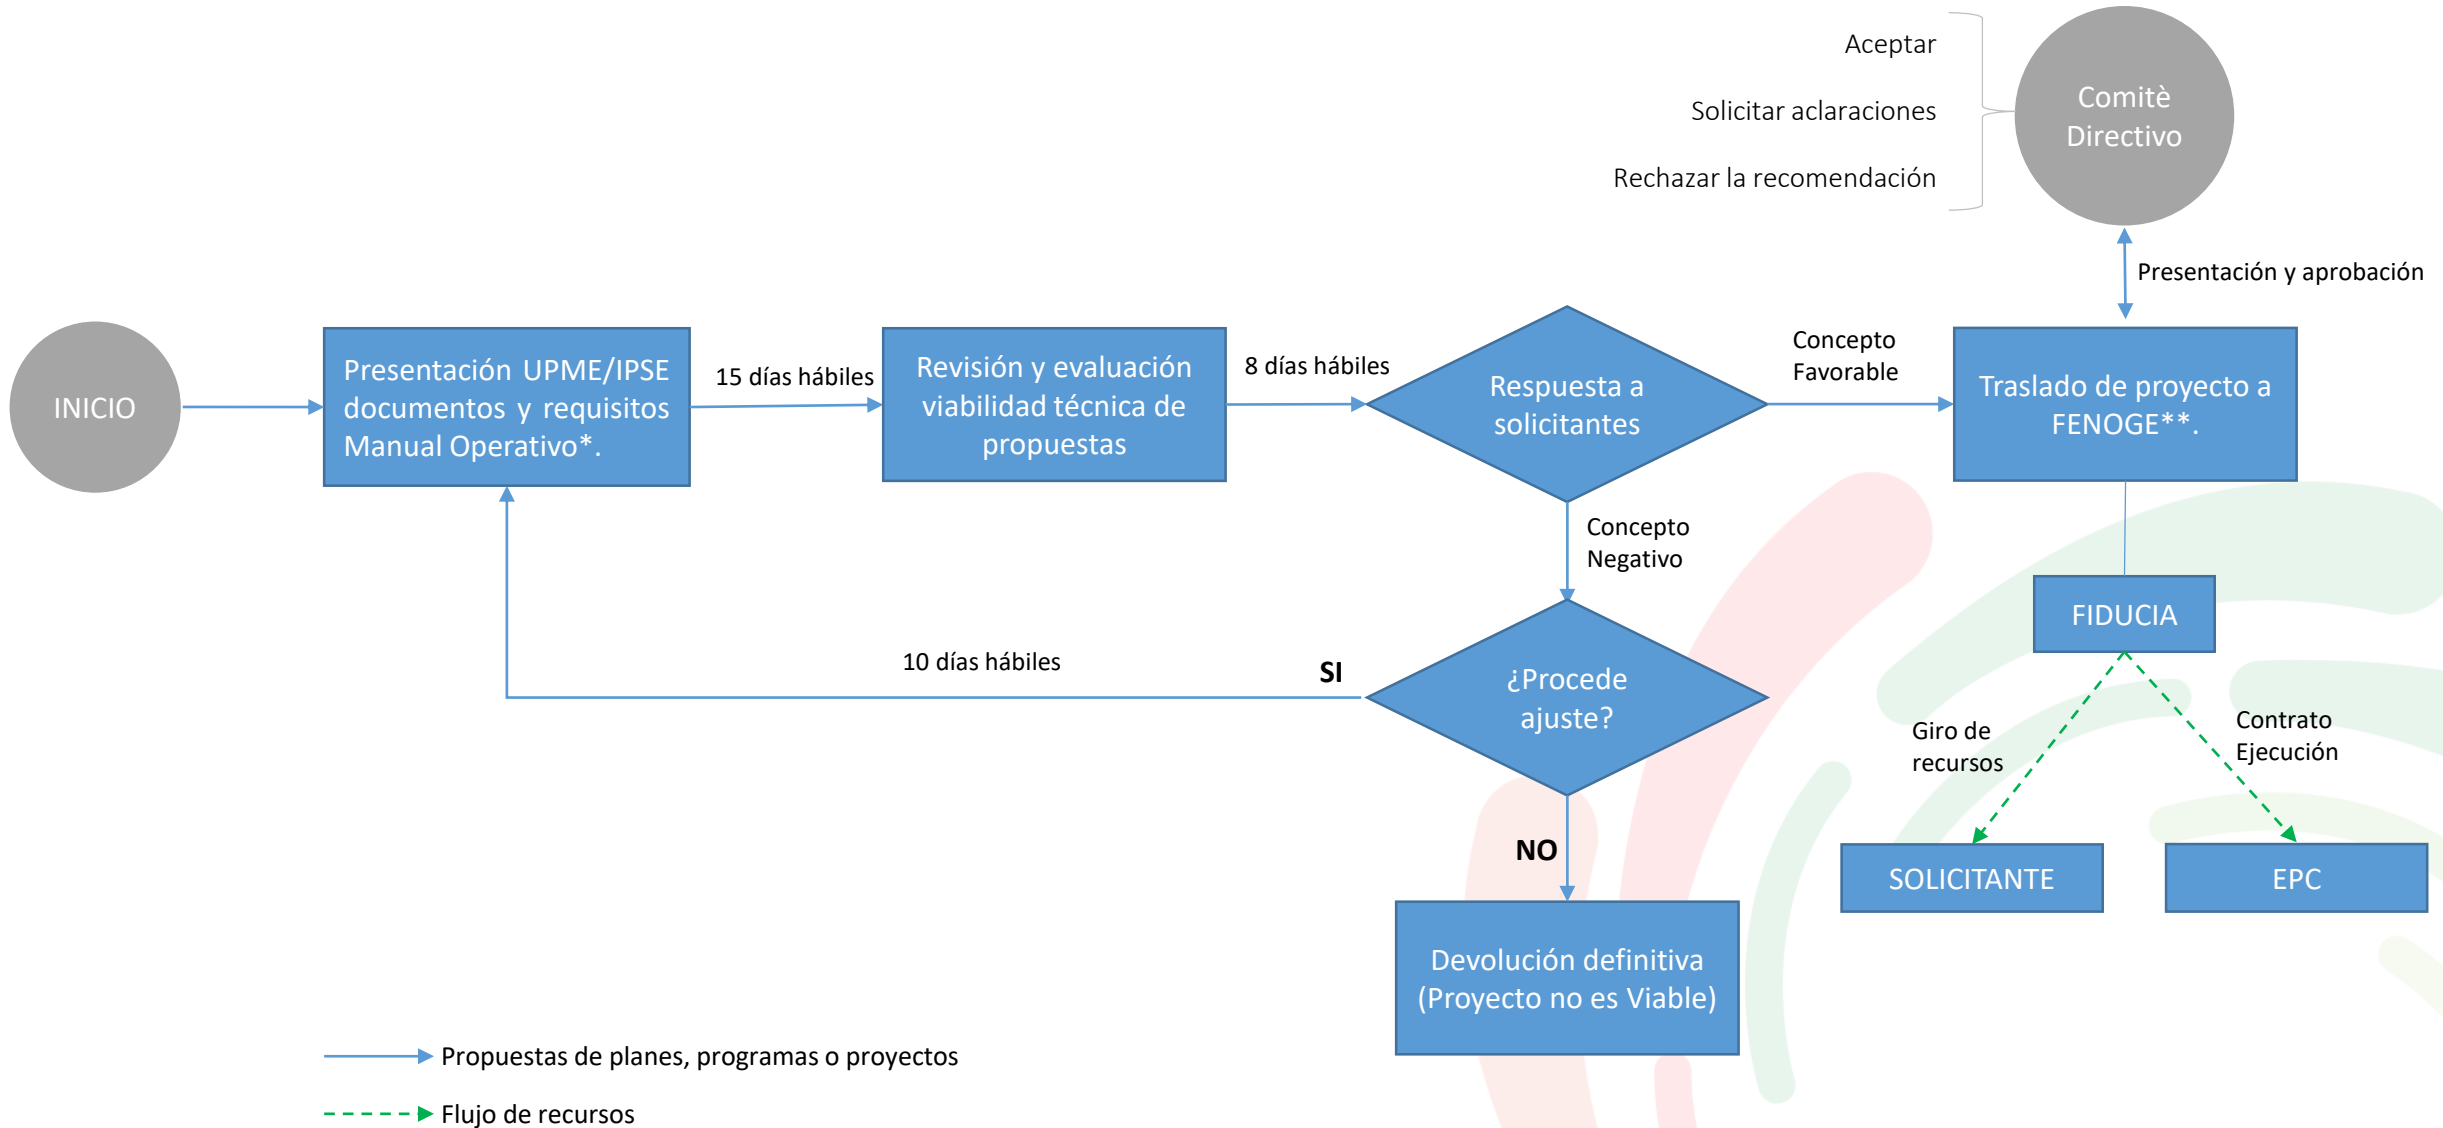 Aceptar
Solicitar aclaraciones
Rechazar la recomendación
Comitè
Directivo
Presentación y aprobación
INICIO
Presentación UPME/IPSE
documentos y requisitos
Manual Operativo*.
15 días hábiles
Revisión y evaluación
viabilidad técnica de
propuestas
8 días hábiles
Respuesta a
solicitantes
Concepto
Favorable
Traslado de proyecto a
FENOGE**.
Concepto
Negativo
FIDUCIA
10 días hábiles
SI
¿Procede
ajuste?
Giro de
recursos
Contrato
Ejecución
NO
SOLICITANTE
EPC
Devolución definitiva
(Proyecto no es Viable)
Propuestas de planes, programas o proyectos
Flujo de recursos